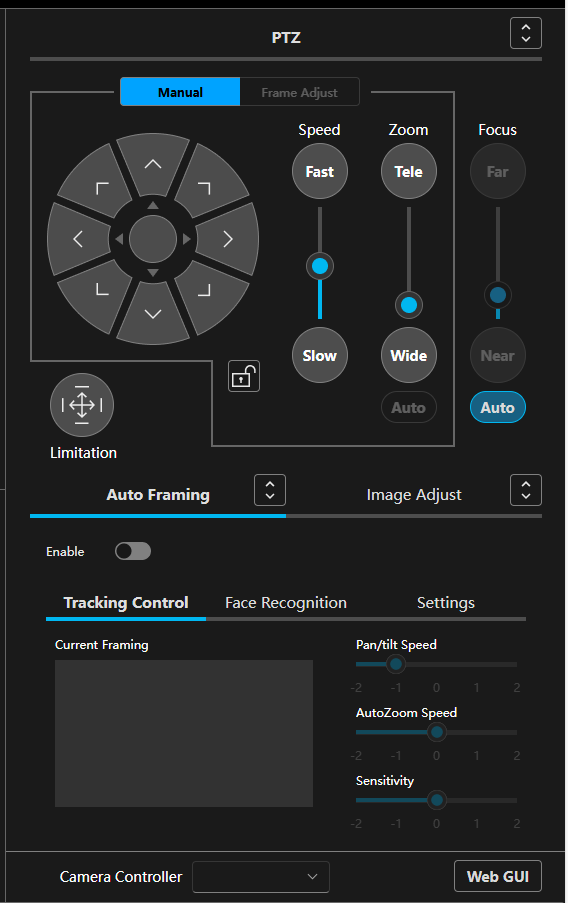 PTZ
Manual Frame Adjust
Speed Zoom Focus
Fast Tele Far
Slow Wide Near
Auto Auto
Limitation
Auto Framing Image Adjust
Enable
Tracking Control Face Recognition Settings
Current Framing Pan/tilt Speed
-2 -1 0 1 2
AutoZoom Speed
-2 -1 0 1 2
Sensitivity
-2 -1 0 1 2
Camera Controller Web GUI